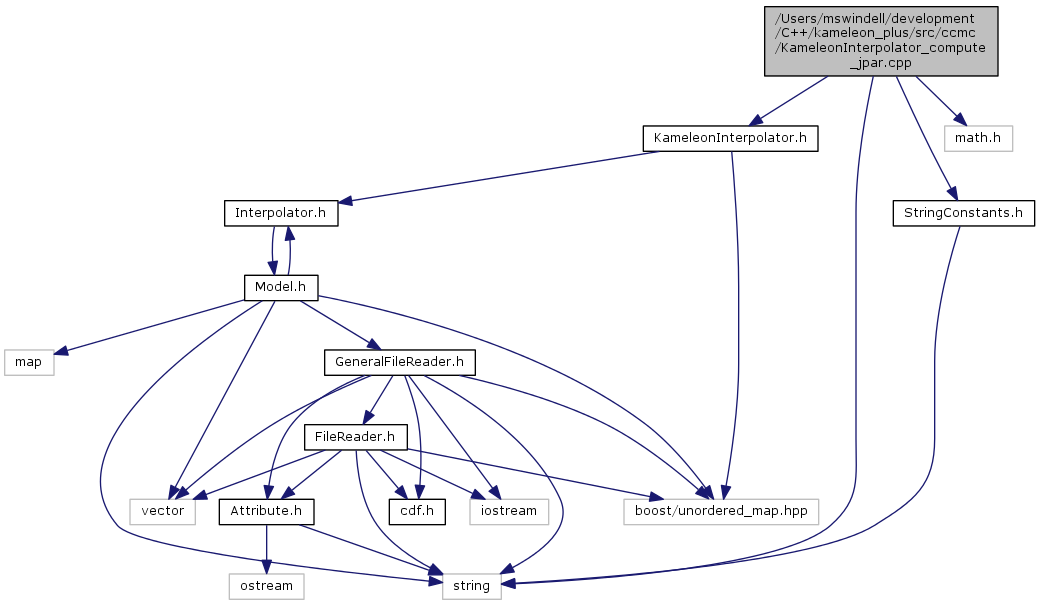 /Users/mswindell/development
/C++/kameleon_plus/src/ccmc
/KameleonInterpolator_compute
_jpar.cpp
KameleonInterpolator.h
math.h
Interpolator.h
StringConstants.h
Model.h
map
GeneralFileReader.h
FileReader.h
vector
Attribute.h
cdf.h
iostream
boost/unordered_map.hpp
ostream
string